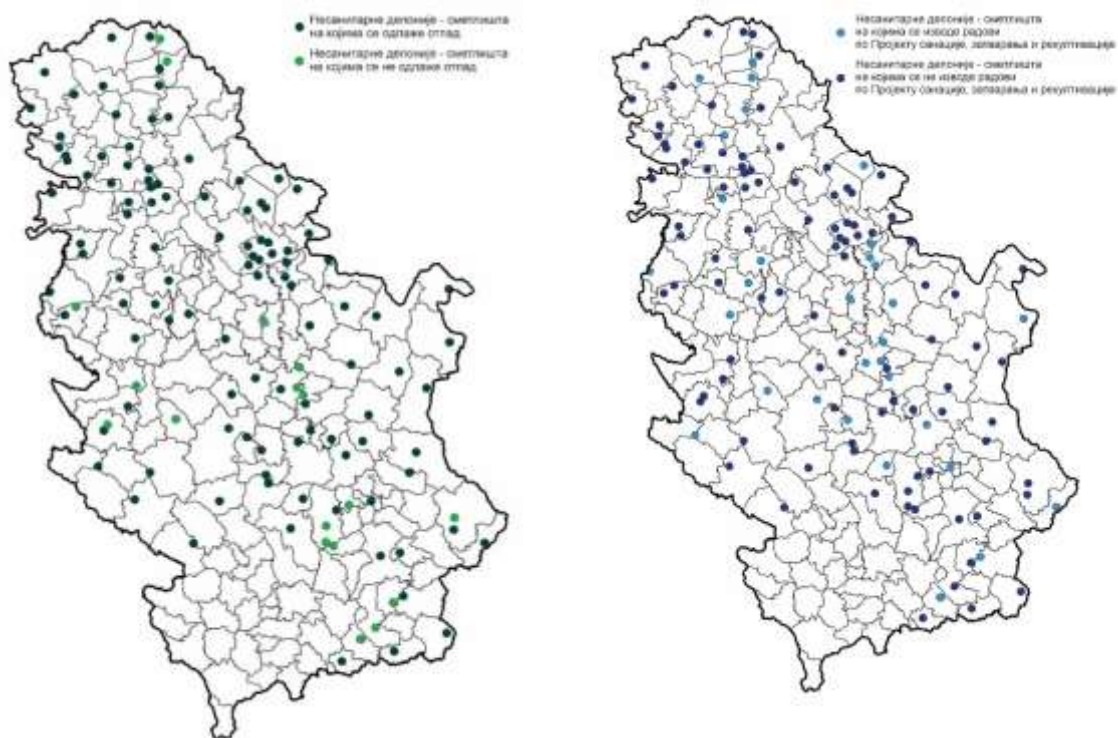 Несанитарне депоније - сметлишта
на којима се одлаже отпад
Несанитарне депоније - сметлишта
на којима се не одлаже отпад
Несанитарне депоније - сметлишта
на којима се изводе радови
по Пројекту санације, затварања и рекултивације
Несанитарне депоније - сметлишта
на којима се не изводе радови
по Пројекту санације, затварања и рекултивације